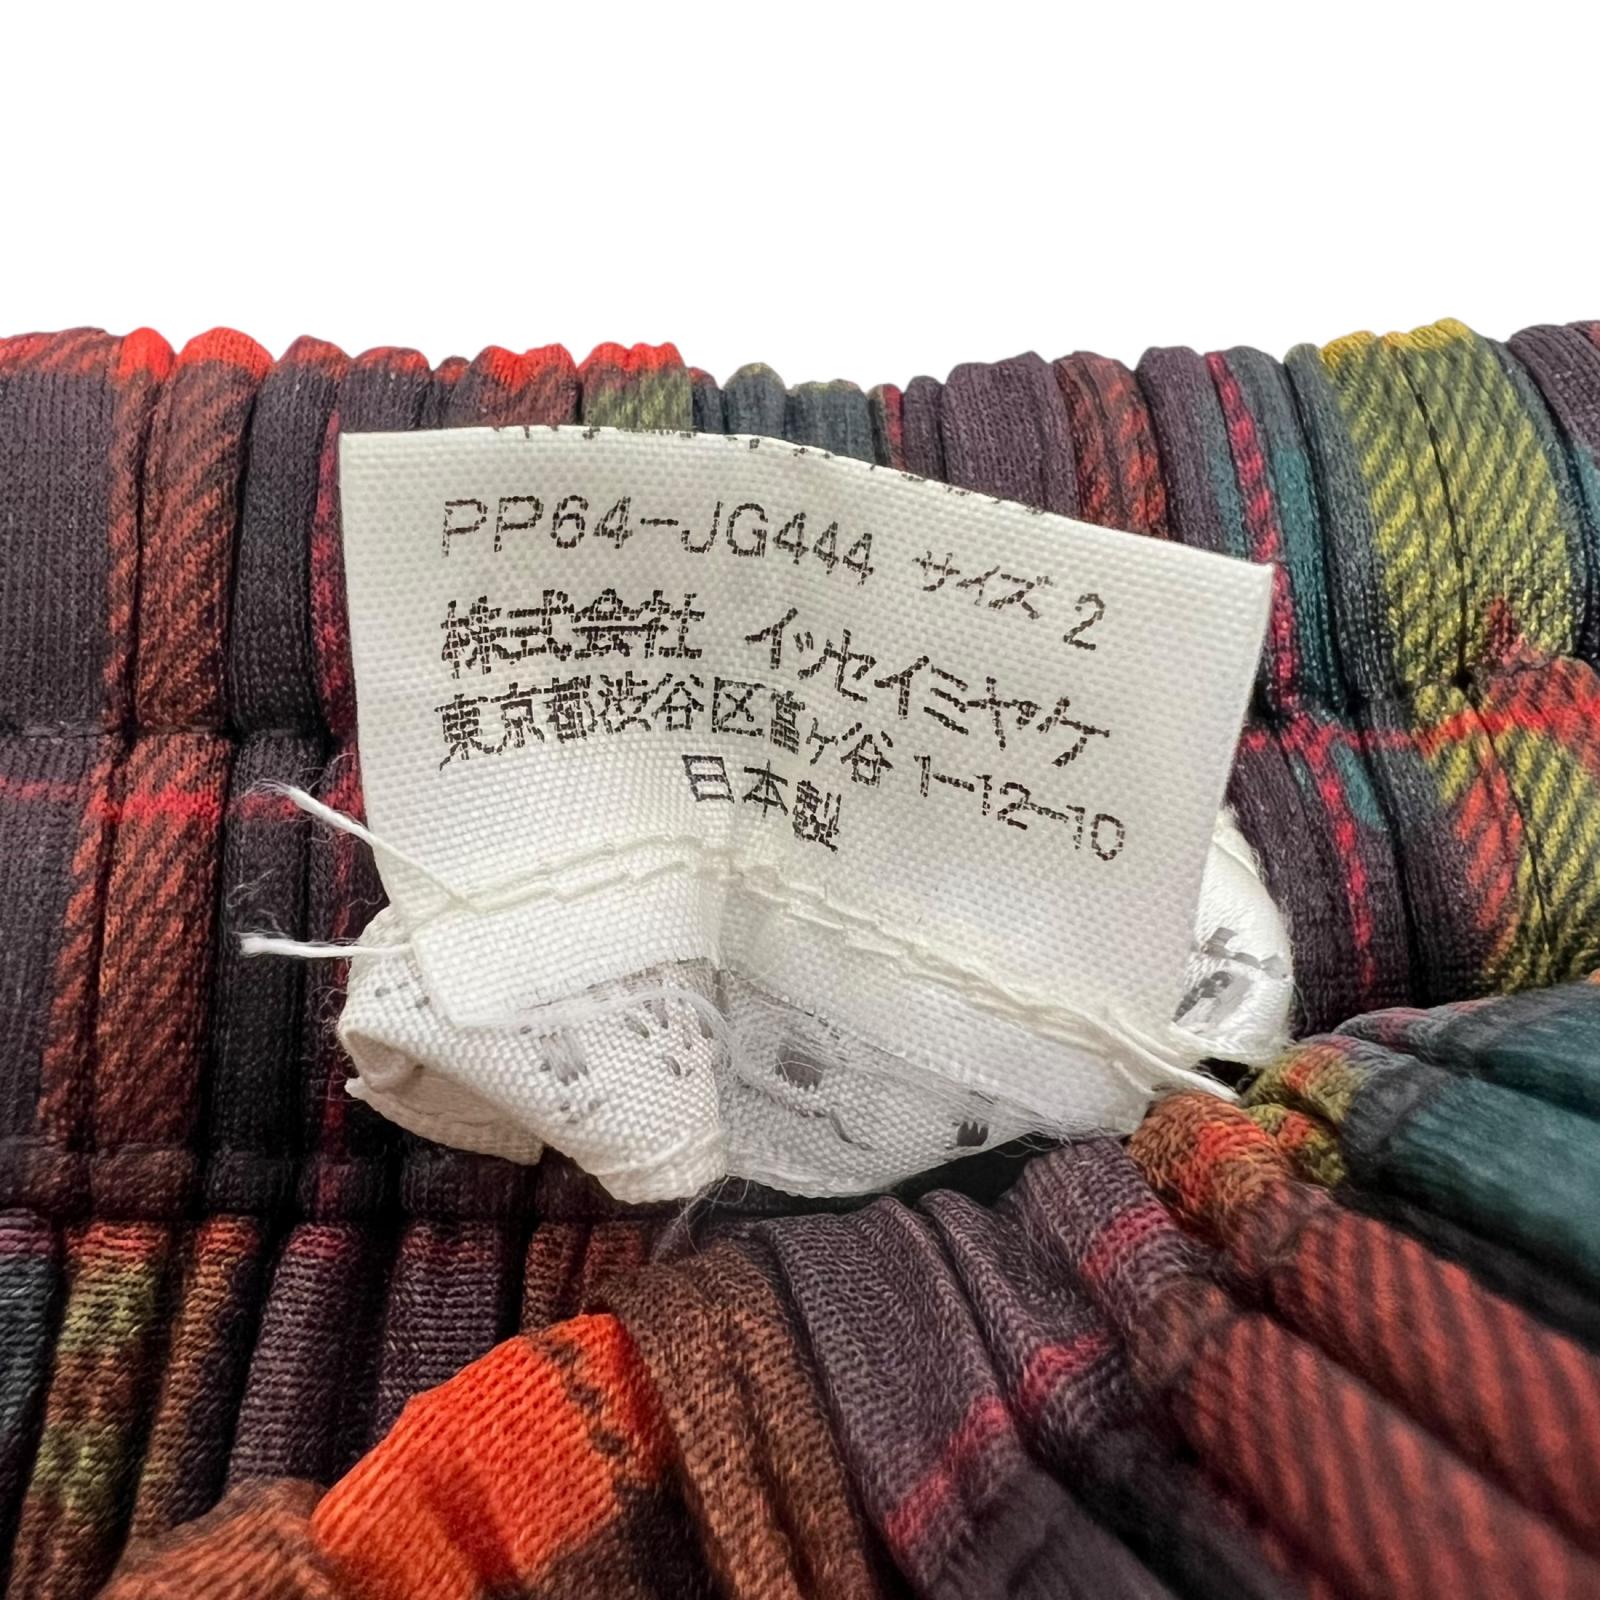 PP64-JG444 サイズ 2
株式会社 イッセイミヤケ
東京都渋谷区富ヶ谷 1-12-10
日本製